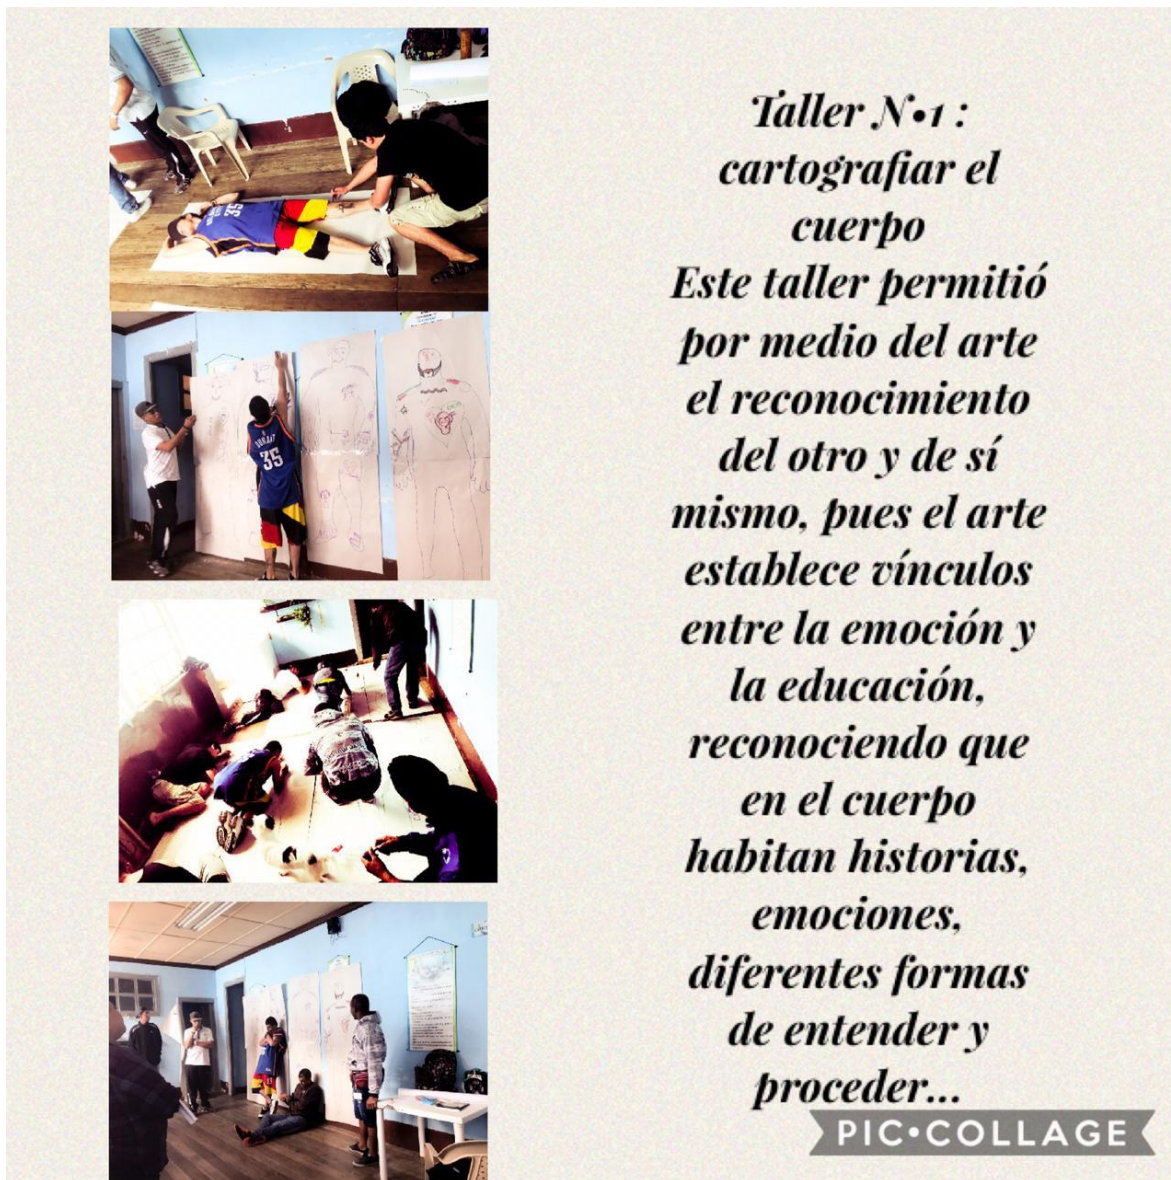 Taller N•1 :
cartografiar el
cuerpo
Este taller permitió
por medio del arte
el reconocimiento
del otro y de sí
mismo, pues el arte
establece vínculos
entre la emoción y
la educación,
reconociendo que
en el cuerpo
habitan historias,
emociones,
diferentes formas
de entender y
proceder...
PIC•COLLAGE
DURANT
35